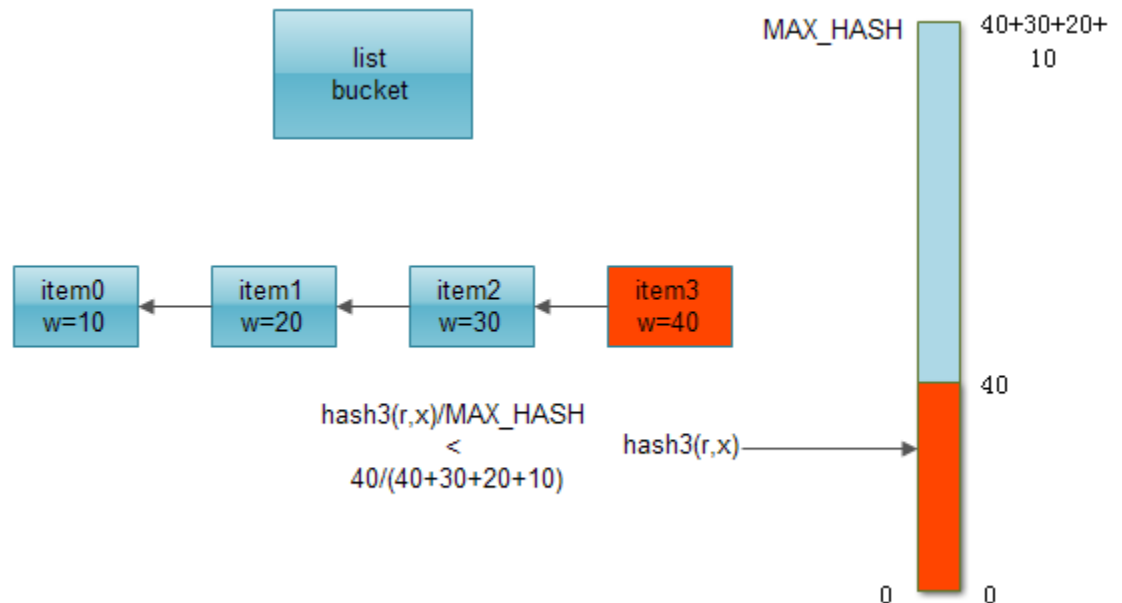 list
bucket
MAX_HASH
40+30+20+
10
item0
w=10
item1
w=20
item2
w=30
item3
w=40
40
hash3(r,x)/MAX_HASH
<
40/(40+30+20+10)
hash3(r,x)
0
0